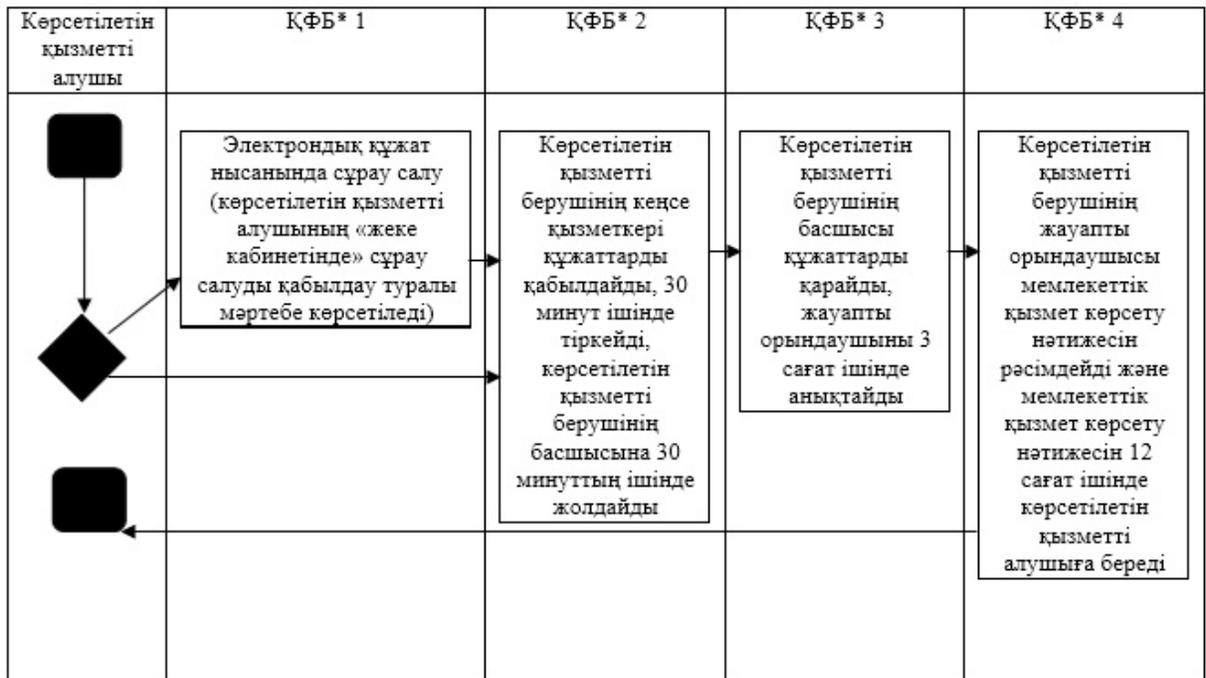 Көрсетілетін
қызметті
алушы
ҚФБ* 1
ҚФБ* 2
ҚФБ* 3
ҚФБ* 4
Электрондық құжат
нысанында сұрау салу
(көрсетілетін қызметті
алушының «жеке
кабинетінде» сұрау
салуды қабылдау туралы
мәртебе көрсетіледі)
Көрсетілетін
қызметті
берушінің кеңсе
қызметкері
құжаттарды
қабылдайды, 30
минут ішінде
тіркейді,
көрсетілетін
қызметті
берушінің
басшысына 30
минуттың ішінде
жолдайды
Көрсетілетін
қызметті
берушінің
басшысы
құжаттарды
қарайды,
жауапты
орындаушыны 3
сағат ішінде
анықтайды
Көрсетілетін
қызметті
берушінің
жауапты
орындаушысы
мемлекеттік
қызмет көрсету
нәтижесін
рәсімдейді және
мемлекеттік
қызмет көрсету
нәтижесін 12
сағат ішінде
көрсетілетін
қызметті
алушыға береді